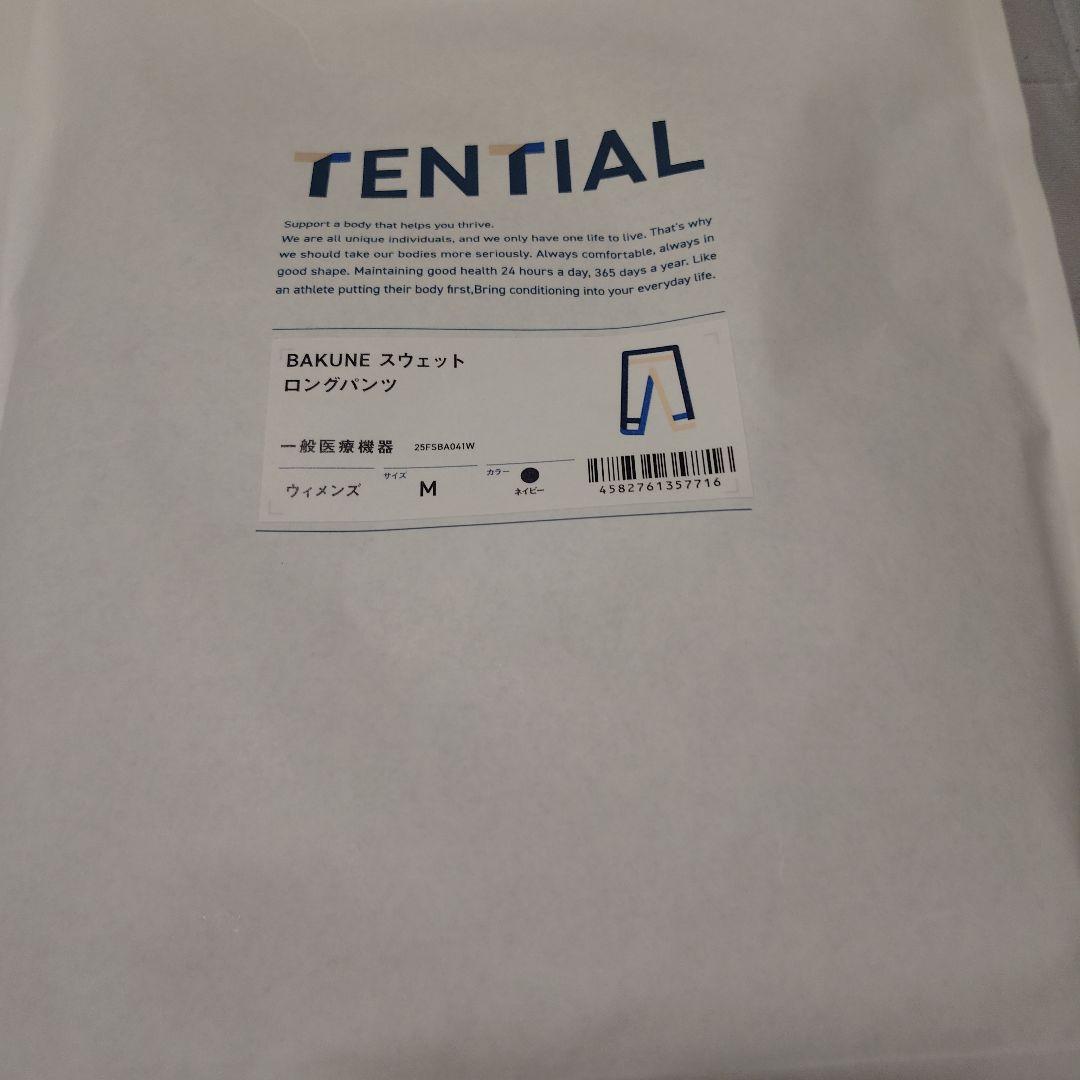 TENTIAL
Support a body that helps you thrive.
We are all unique individuals, and we only have one life to live. That's why
we should take our bodies more seriously. Always comfortable, always in
good shape. Maintaining good health 24 hours a day, 365 days a year. Like
an athlete putting their body first,Bring conditioning into your everyday life.
BAKUNE スウェット
ロングパンツ
一般医療機器 25FSBA041W
ウィメンズ
サイズ
M
カラー
ネイビー
4582761357716